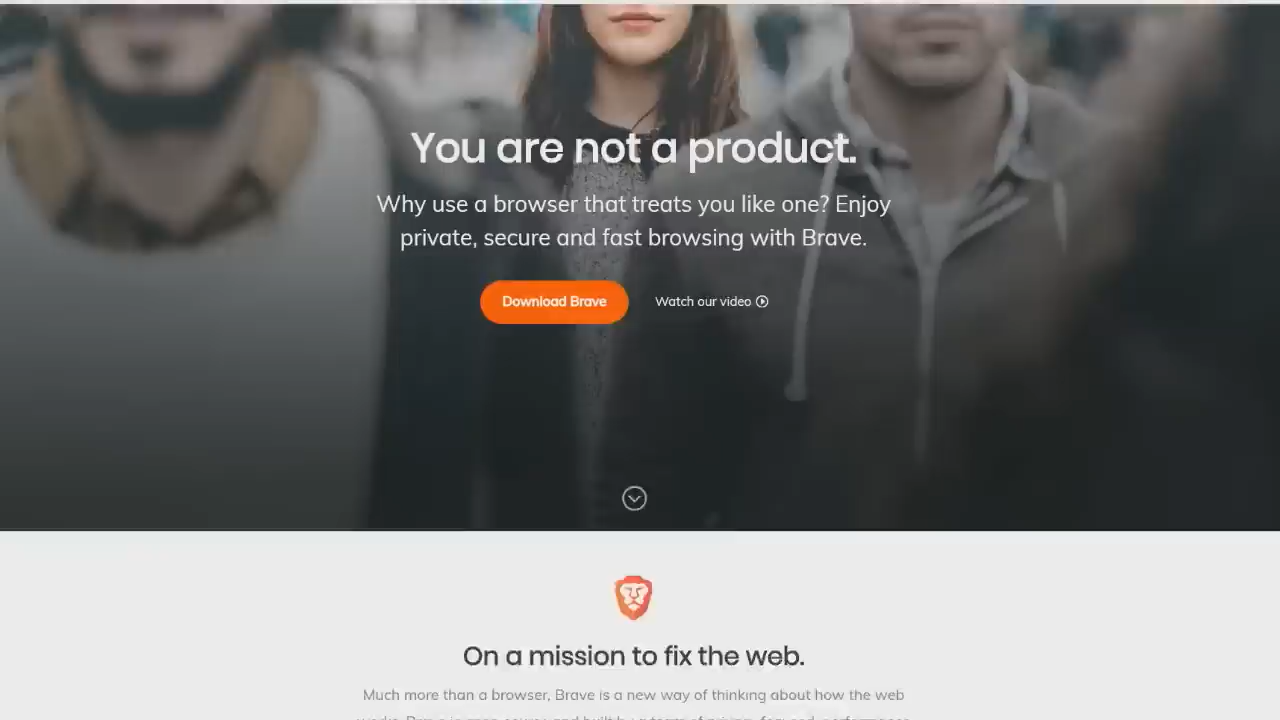 You are not a product.
Why use a browser that treats you like one? Enjoy
private, secure and fast browsing with Brave.
Download Brave
Watch our video
On a mission to fix the web.
Much more than a browser, Brave is a new way of thinking about how the web